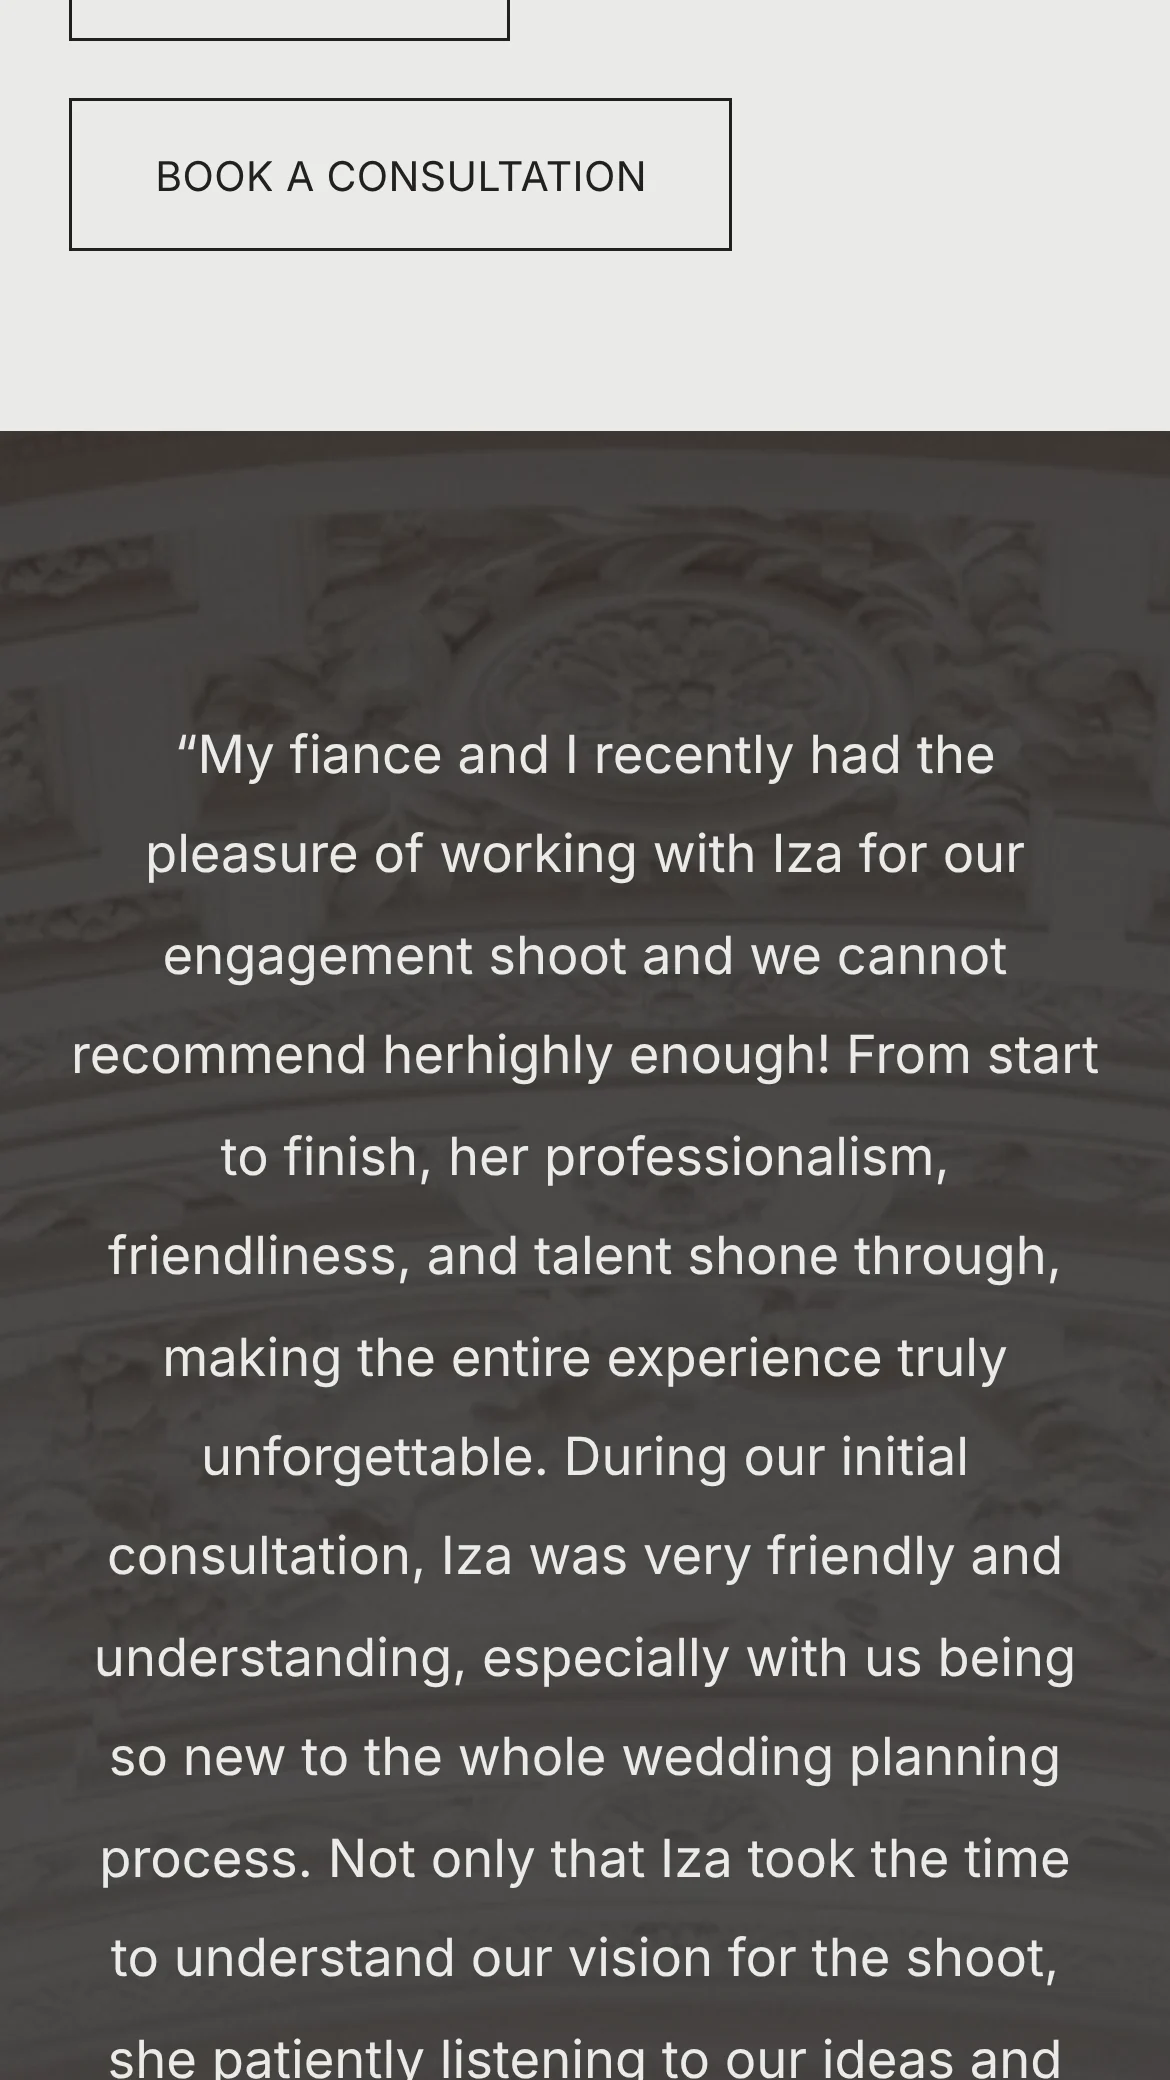 BOOK A CONSULTATION
“My fiance and I recently had the
pleasure of working with Iza for our
engagement shoot and we cannot
recommend herhighly enough! From start
to finish, her professionalism,
friendliness, and talent shone through,
making the entire experience truly
unforgettable. During our initial
consultation, Iza was very friendly and
understanding, especially with us being
so new to the whole wedding planning
process. Not only that Iza took the time
to understand our vision for the shoot,
she patiently listening to our ideas and